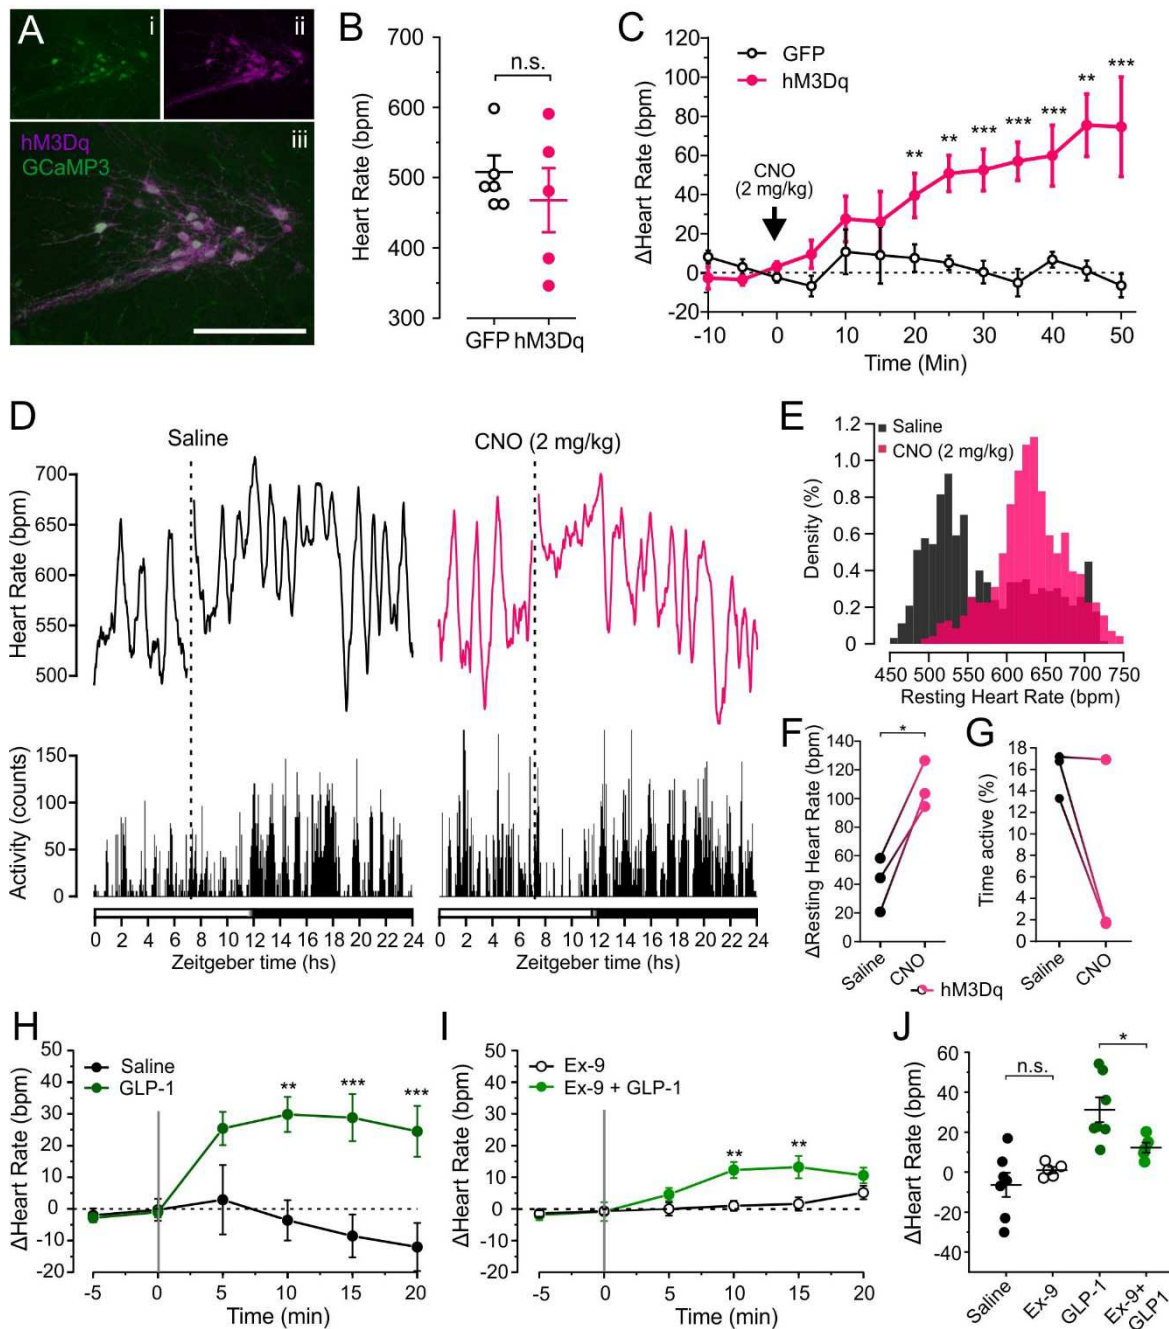 A
i
ii
iii
hM3Dq
GCaMP3
B
700
600
500
400
300
Heart Rate (bpm)
n.s.
GFP hM3Dq
C
120
100
80
60
40
20
0
-20
ΔHeart Rate (bpm)
GFP
hM3Dq
CNO
(2 mg/kg)
** ** *** *** *** ** ***
-10 0 10 20 30 40 50
Time (Min)
D
Saline
CNO (2 mg/kg)
700
650
600
550
500
Heart Rate (bpm)
150
100
50
0
Activity (counts)
0 2 4 6 8 10 12 14 16 18 20 22 24
Zeitgeber time (hs)
0 2 4 6 8 10 12 14 16 18 20 22 24
Zeitgeber time (hs)
E
1.2
1.0
0.8
0.6
0.4
0.2
0
Density (%)
Saline
CNO (2 mg/kg)
450 500 550 600 650 700 750
Resting Heart Rate (bpm)
F
140
120
100
80
60
40
20
0
ΔResting Heart Rate (bpm)
*
Saline
CNO
G
18
16
14
12
10
8
6
4
2
0
Time active (%)
Saline
CNO
hM3Dq
H
50
40
30
20
10
0
-10
-20
ΔHeart Rate (bpm)
Saline
GLP-1
** *** ***
-5 0 5 10 15 20
Time (min)
I
50
40
30
20
10
0
-10
-20
ΔHeart Rate (bpm)
Ex-9
Ex-9 + GLP-1
** **
-5 0 5 10 15 20
Time (min)
J
60
40
20
0
-20
-40
ΔHeart Rate (bpm)
n.s.
*
Saline
Ex-9
GLP-1
Ex-9+
GLP1